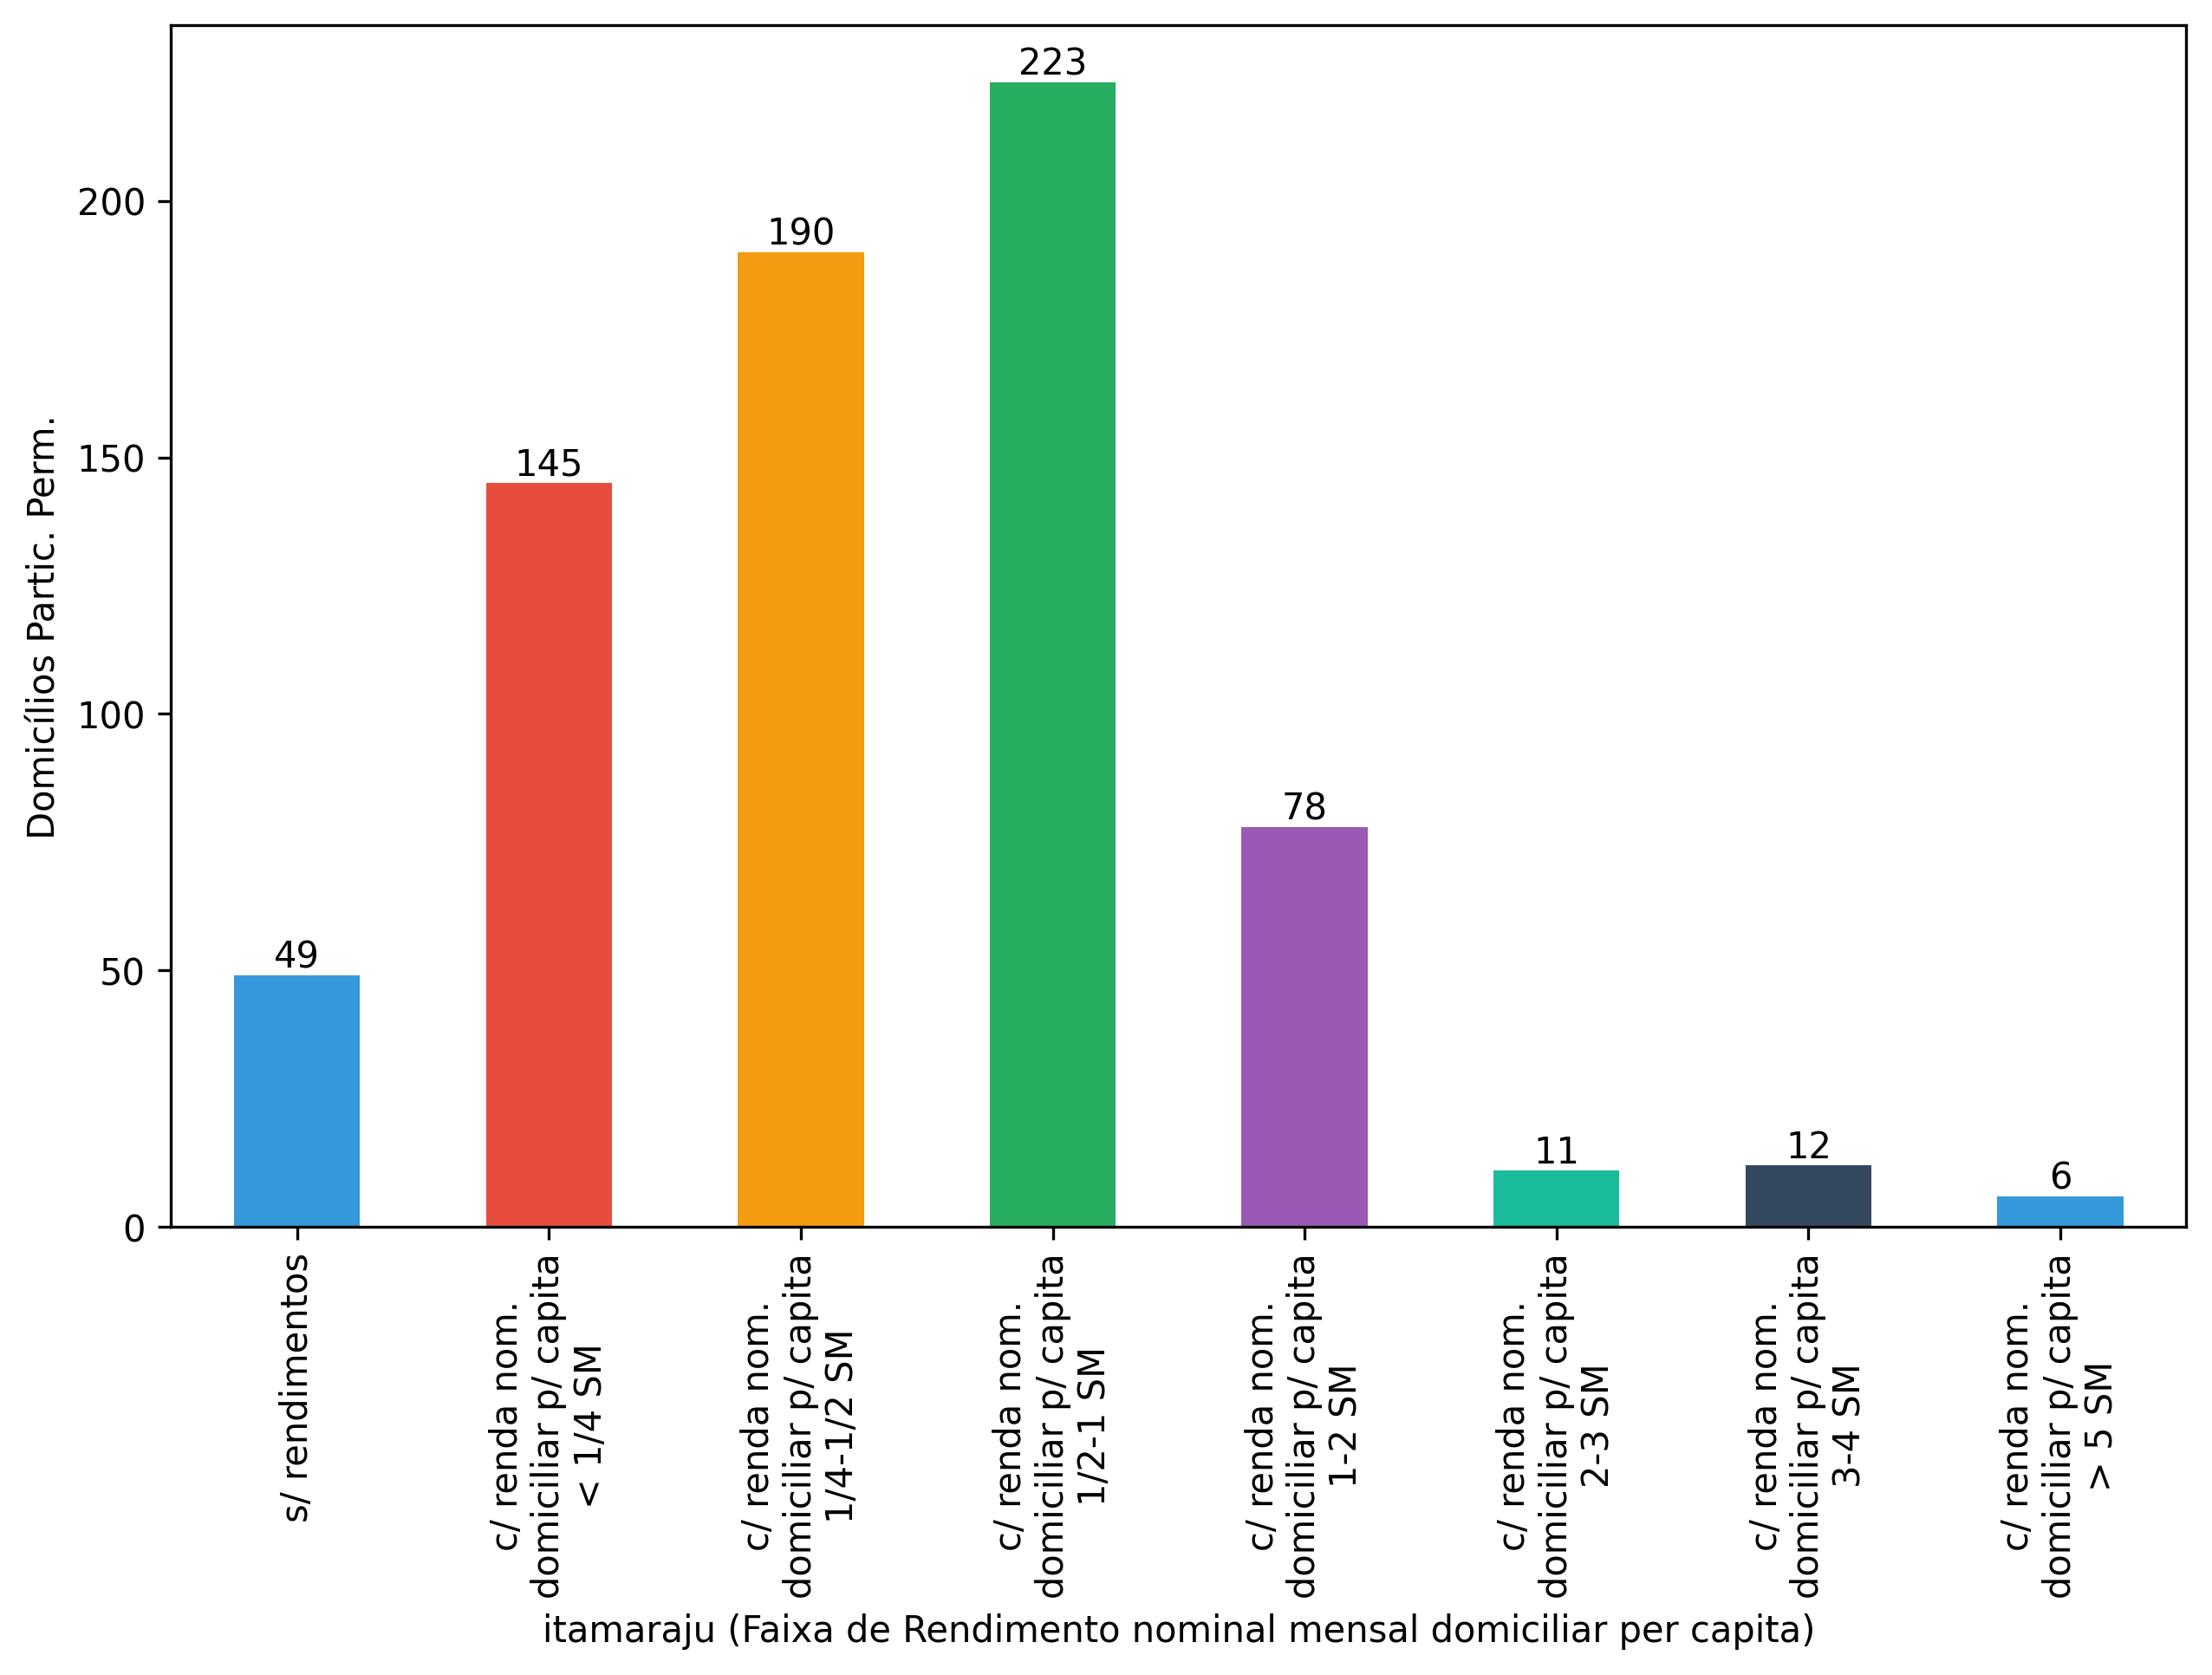 Domicílios Partic. Perm.
200
150
100
50
0
49
145
190
223
78
11
12
6
s/ rendimentos
c/ renda nom.
domiciliar p/ capita
< 1/4 SM
c/ renda nom.
domiciliar p/ capita
1/4-1/2 SM
c/ renda nom.
domiciliar p/ capita
1/2-1 SM
c/ renda nom.
domiciliar p/ capita
1-2 SM
c/ renda nom.
domiciliar p/ capita
2-3 SM
c/ renda nom.
domiciliar p/ capita
3-4 SM
c/ renda nom.
domiciliar p/ capita
> 5 SM
itamaraju (Faixa de Rendimento nominal mensal domiciliar per capita)